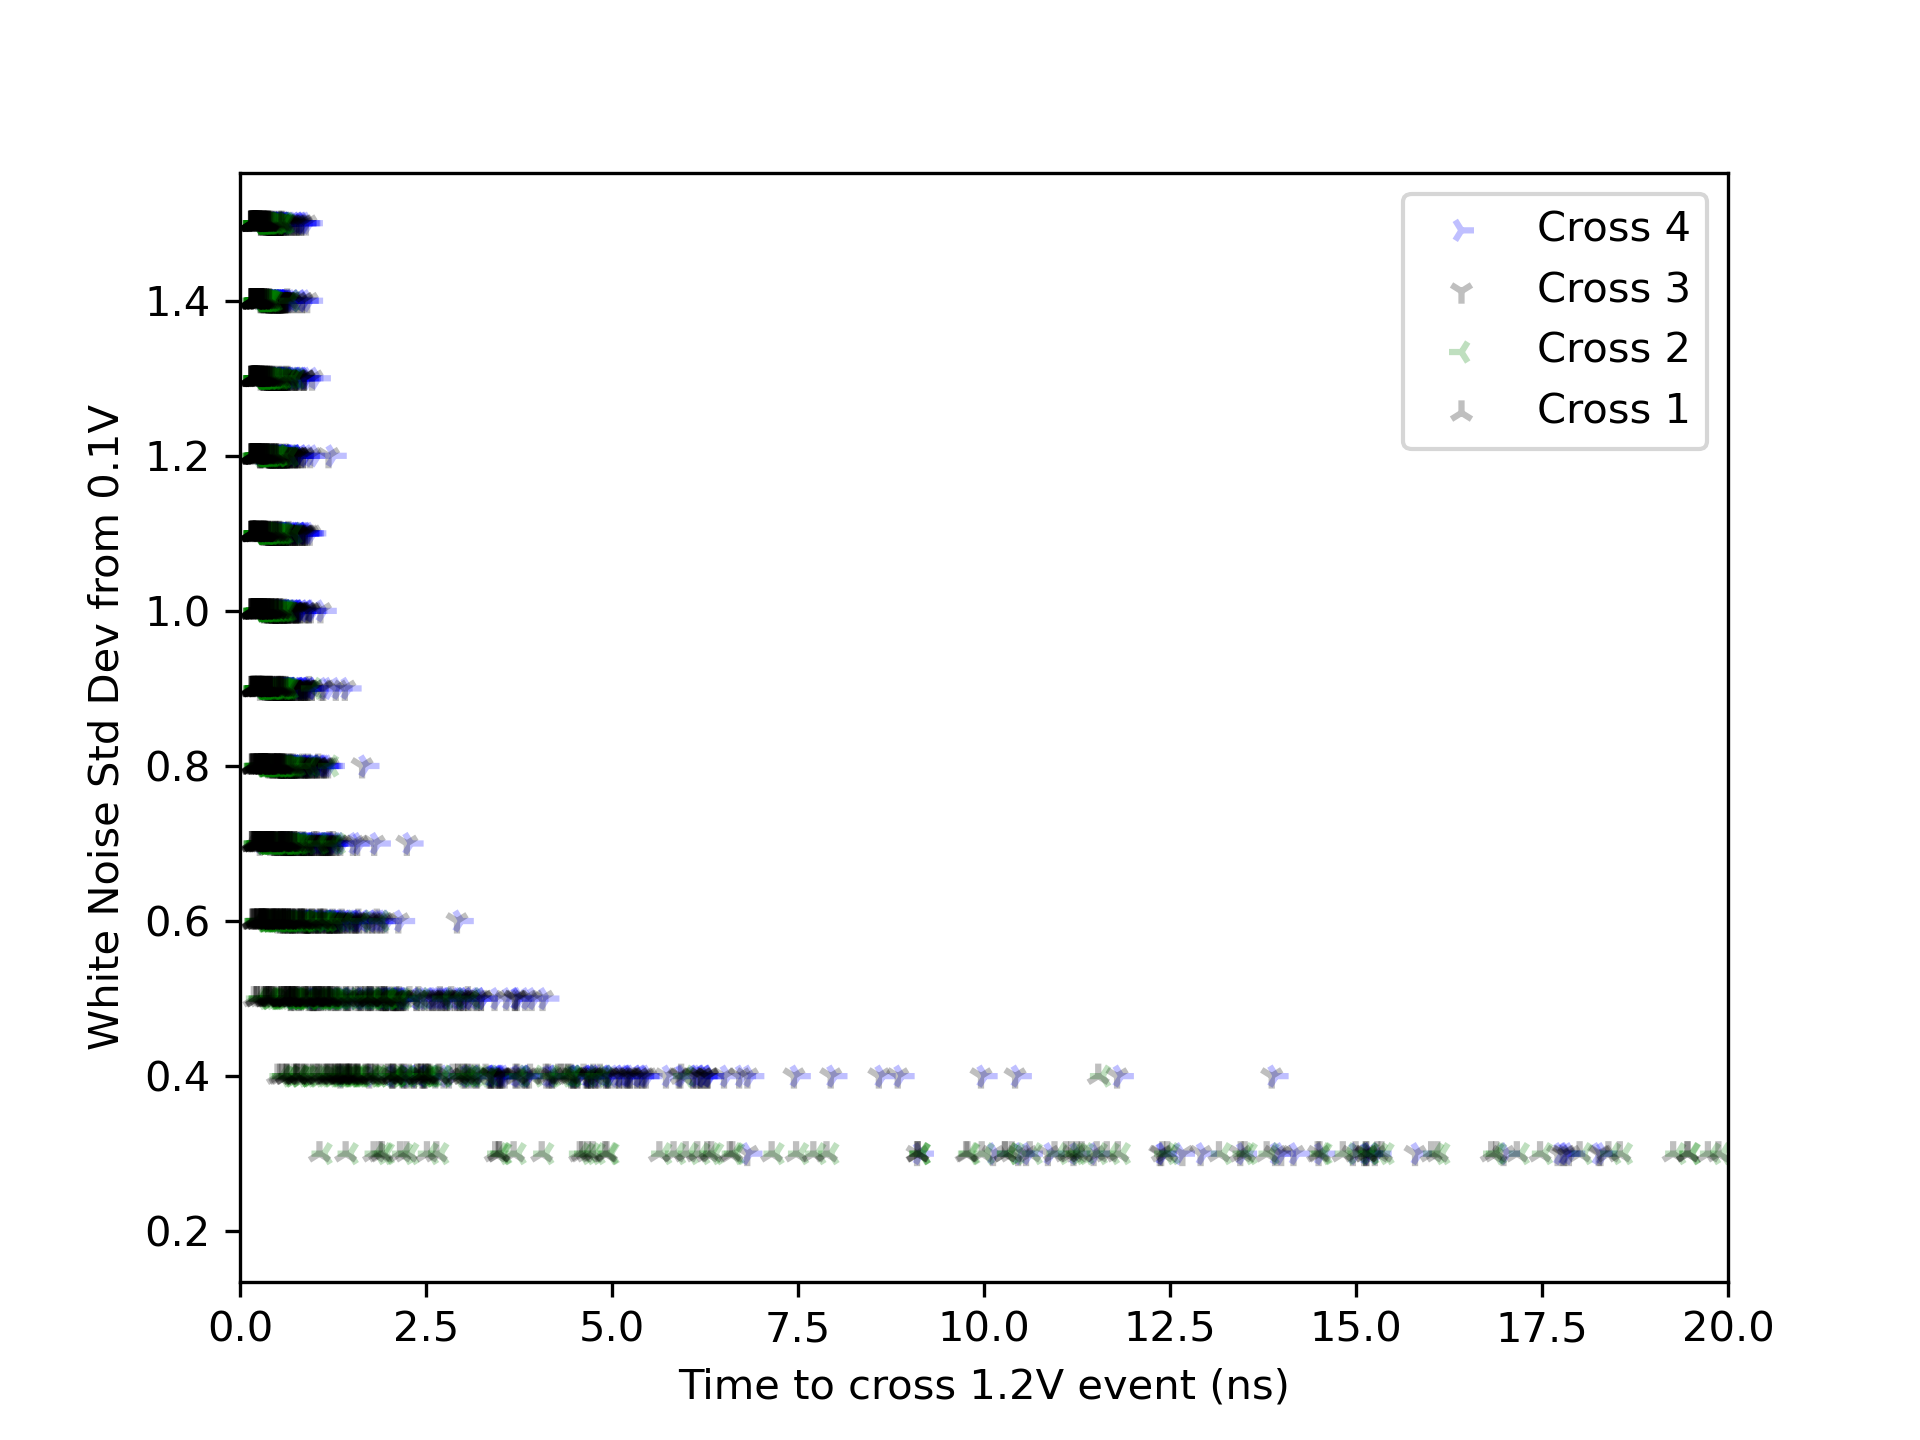 Cross 4
Cross 3
Cross 2
Cross 1
White Noise Std Dev from 0.1V
1.4
1.2
1.0
0.8
0.6
0.4
0.2
0.0 2.5 5.0 7.5 10.0 12.5 15.0 17.5 20.0
Time to cross 1.2V event (ns)